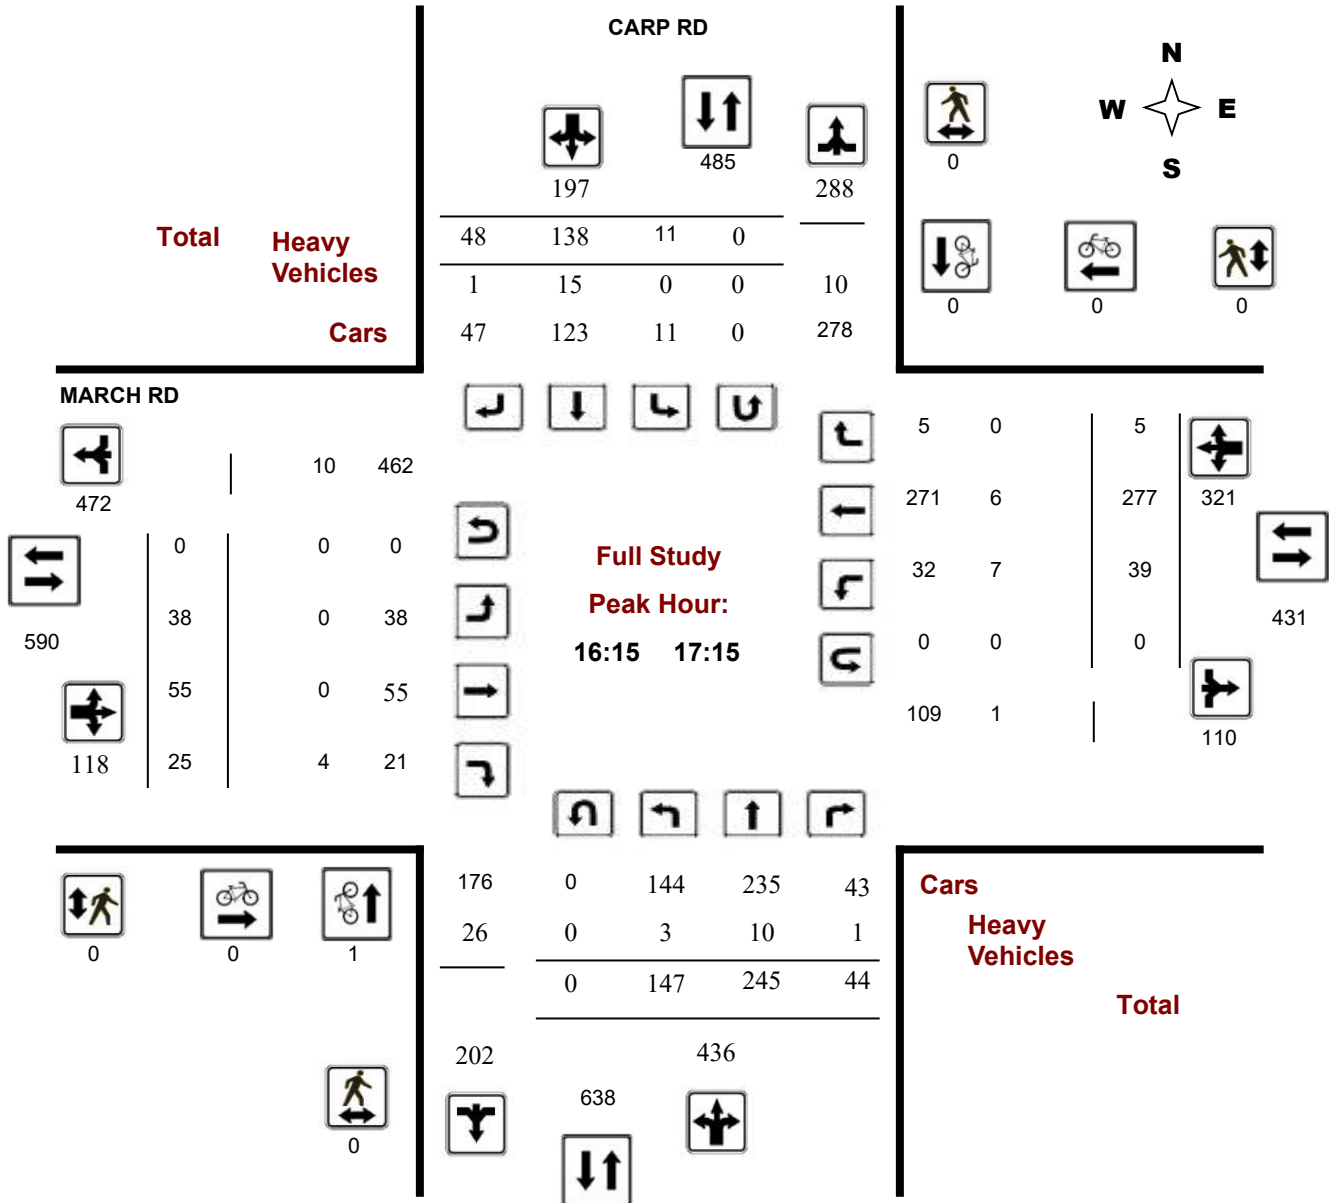 CARP RD
N
W E
S
485
0
197
288
Total Heavy Vehicles
48 138 11 0
1 15 0 0 10
Cars 47 123 11 0 278
0 0 0
MARCH RD
10 462
472
5 0 5
271 6 277 321
0 0 0
Full Study
Peak Hour:
16:15 17:15
32 7 39
431
38 0 38
590
0 0 0
55 0 55
109 1
110
118 25 4 21
176 0 144 235 43
26 0 3 10 1
0 147 245 44
0 0 1
Cars
Heavy
Vehicles
Total
202 436
638
0